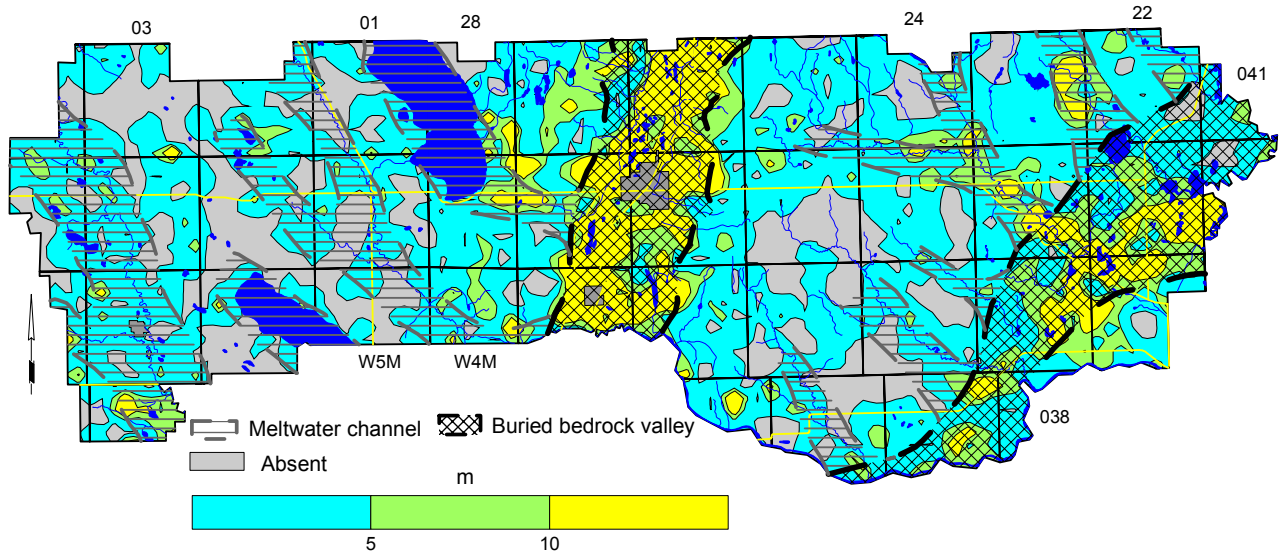 03
01
28
24
22
041
W5M
W4M
038
Meltwater channel
Buried bedrock valley
Absent
m
5
10